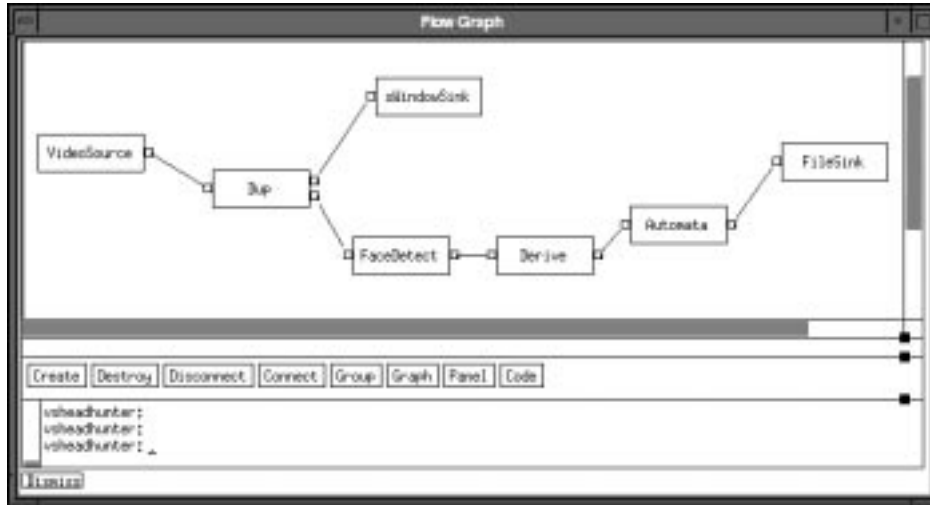 Flow Graph
xWindowSink
VideoSource
FileSink
Dup
Automata
FaceDetect
Derive
Create Destroy Disconnect Connect Group Graph Panel Code
vsheadhunter:
vsheadhunter:
vsheadhunter:
Dismiss